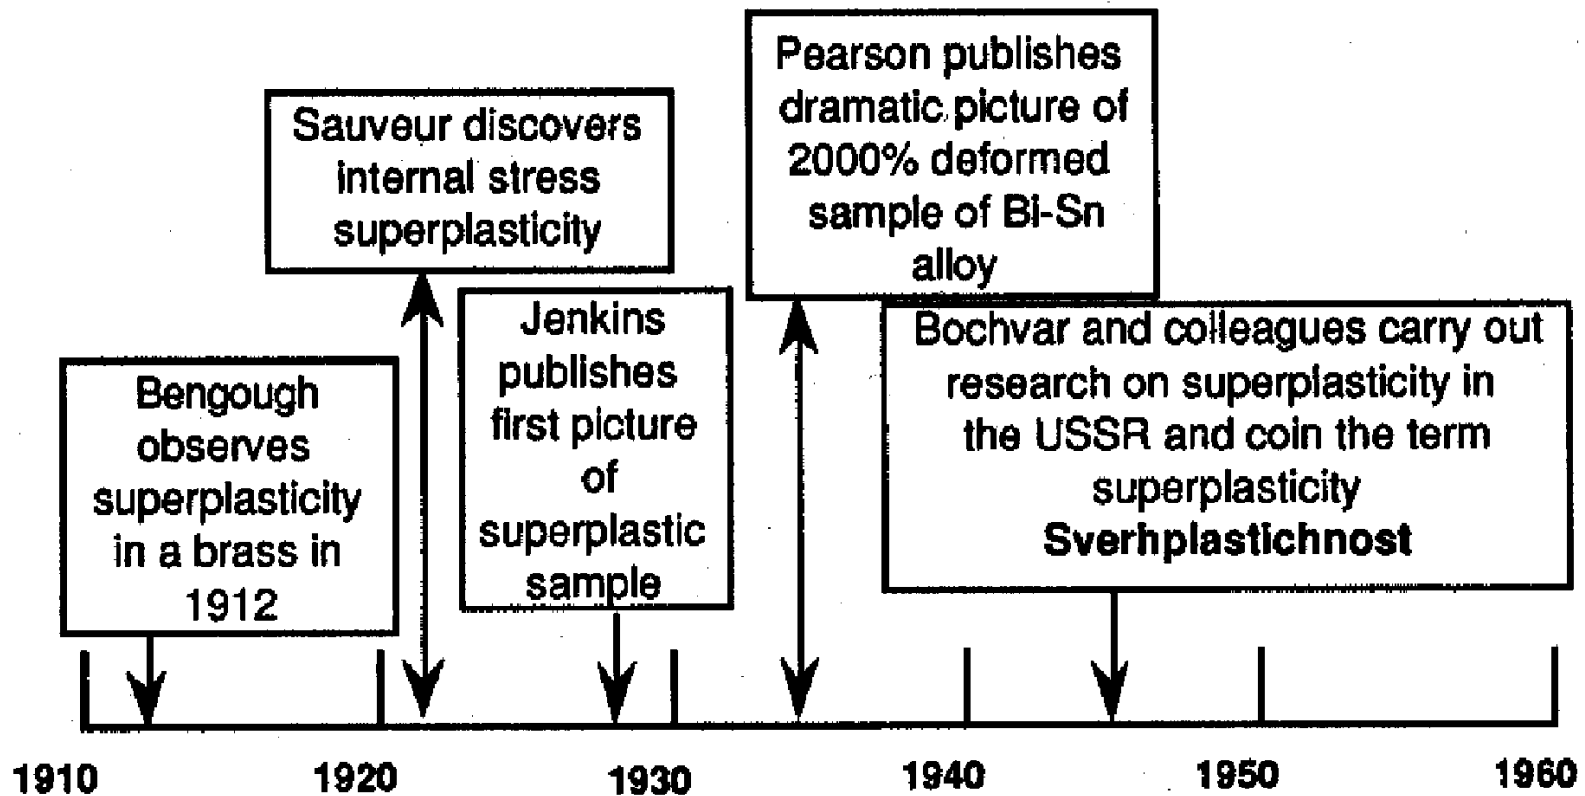 Bengough
observes
superplasticity
in a brass in
1912
Sauveur discovers
internal stress
superplasticity
Jenkins
publishes
first picture
of
superplastic
sample
Pearson publishes
dramatic picture of
2000% deformed
sample of Bi-Sn
alloy
Bochvar and colleagues carry out
research on superplasticity in
the USSR and coin the term
superplasticity
Sverhplastichnost
1910 1920 1930 1940 1950 1960